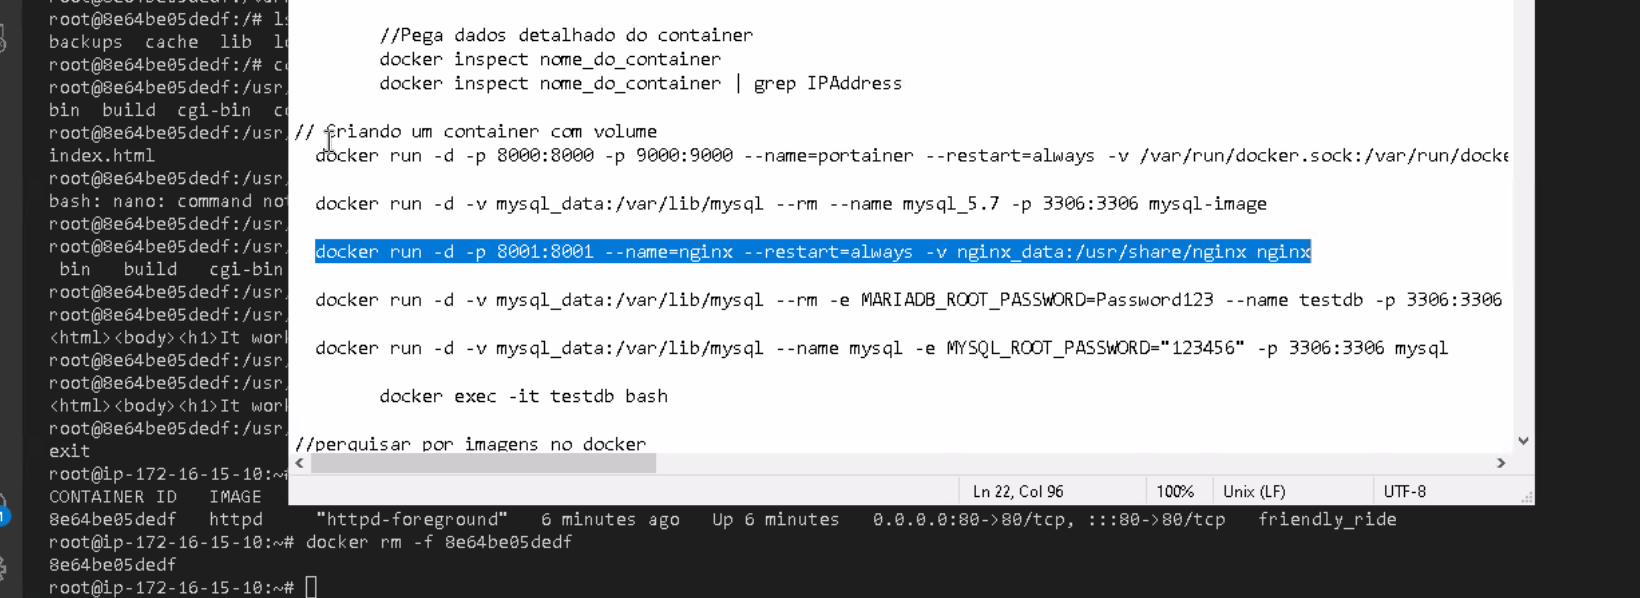 root@8e64be05dedf:/# ls
backups cache lib
root@8e64be05dedf:/#
root@8e64be05dedf:/usr
bin build cgi-bin
root@8e64be05dedf:/usr
index.html
root@8e64be05dedf:/usr
bash: nano: command not
root@8e64be05dedf:/usr
root@8e64be05dedf:/usr
bin build cgi-bin
root@8e64be05dedf:/usr
root@8e64be05dedf:/usr
<html><body><h1>It wor
root@8e64be05dedf:/usr
root@8e64be05dedf:/usr
<html><body><h1>It wor
root@8e64be05dedf:/usr
exit
root@ip-172-16-15-10:~#
CONTAINER ID IMAGE
8e64be05dedf httpd "httpd-foreground" 6 minutes ago Up 6 minutes 0.0.0.0:80->80/tcp, :::80->80/tcp friendly_ride
root@ip-172-16-15-10:~# docker rm -f 8e64be05dedf
8e64be05dedf
root@ip-172-16-15-10:~#
//Pega dados detalhado do container
docker inspect nome_do_container
docker inspect nome_do_container | grep IPAddress
// Criando um container com volume
docker run -d -p 8000:8000 -p 9000:9000 --name=portainer --restart=always -v /var/run/docker.sock:/var/run/docke
docker run -d -v mysql_data:/var/lib/mysql --rm --name mysql_5.7 -p 3306:3306 mysql-image
docker run -d -p 8001:8001 --name=nginx --restart=always -v nginx_data:/usr/share/nginx nginx
docker run -d -v mysql_data:/var/lib/mysql --rm -e MARIADB_ROOT_PASSWORD=Password123 --name testdb -p 3306:3306
docker run -d -v mysql_data:/var/lib/mysql --name mysql -e MYSQL_ROOT_PASSWORD="123456" -p 3306:3306 mysql
docker exec -it testdb bash
//perquisar por imagens no docker
Ln 22, Col 96 100% Unix (LF) UTF-8